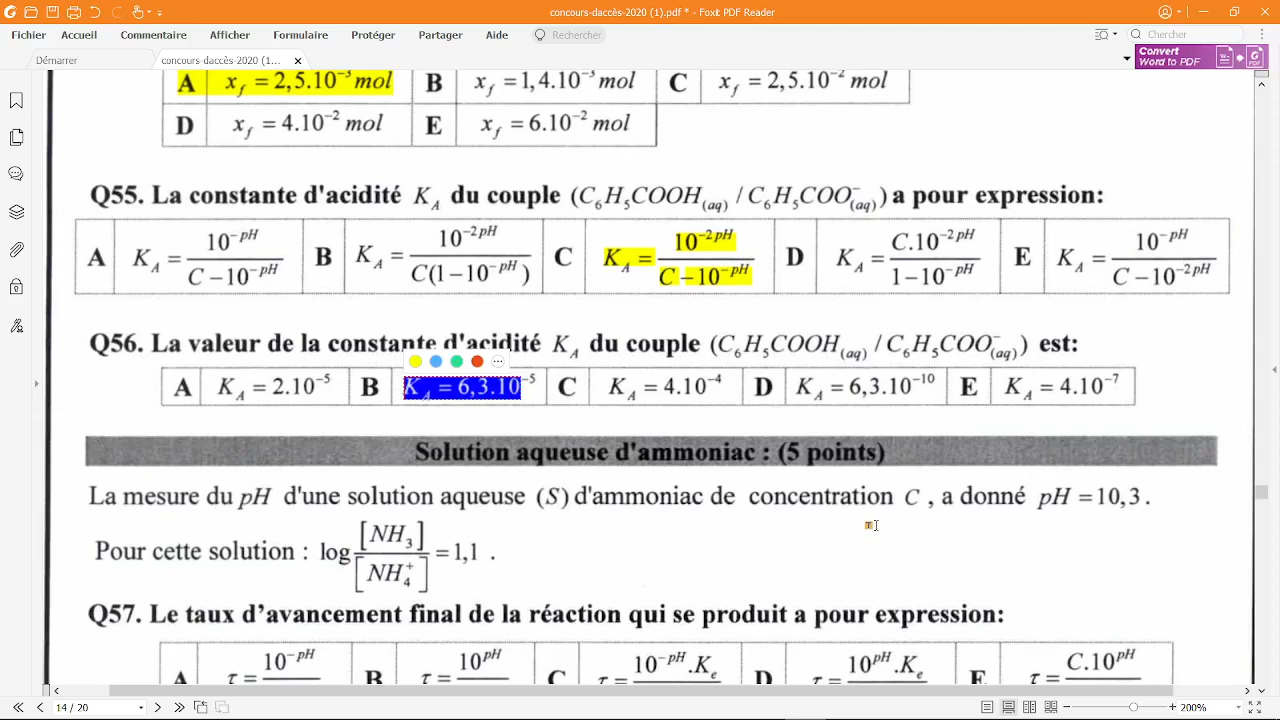 concours-daccès-2020 (1).pdf * - Foxit PDF Reader
Fichier Accueil Commentaire Afficher Formulaire Protéger Partager Aide Rechercher Chercher
Démarrer concours-daccès-2020 (1... Convert Word to PDF
A x_f = 2,5.10⁻³ mol B x_f = 1,4.10⁻³ mol C x_f = 2,5.10⁻² mol
D x_f = 4.10⁻² mol E x_f = 6.10⁻² mol
Q55. La constante d'acidité K_A du couple (C₆H₅COOH(aq) / C₆H₅COO⁻(aq)) a pour expression:
A K_A = 10^-pH / (C – 10^-pH) B K_A = 10^-2pH / C(1–10^-pH) C K_A = 10^-2pH / (C – 10^-pH) D K_A = C.10^-2pH / (1–10^-pH) E K_A = 10^-pH / (C – 10^-2pH)
Q56. La valeur de la constante d'acidité K_A du couple (C₆H₅COOH(aq) / C₆H₅COO⁻(aq)) est:
A K_A = 2.10⁻⁵ B K_A = 6,3.10⁻⁵ C K_A = 4.10⁻⁴ D K_A = 6,3.10⁻¹⁰ E K_A = 4.10⁻⁷
Solution aqueuse d'ammoniac : (5 points)
La mesure du pH d'une solution aqueuse (S) d'ammoniac de concentration C , a donné pH = 10,3 .
Pour cette solution : log [NH₃] / [NH₄⁺] = 1,1 .
Q57. Le taux d'avancement final de la réaction qui se produit a pour expression:
A τ = 10^-pH B τ = 10^pH C τ = 10^-pH.K_e D τ = 10^pH.K_e E τ = C.10^pH
14 / 20 200%